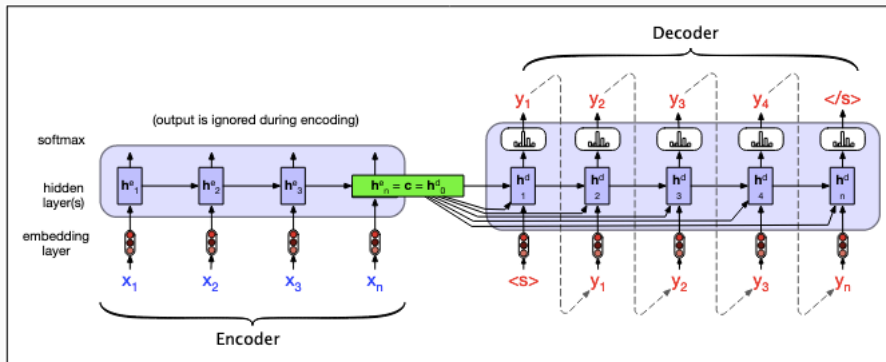 Decoder
y1 y2 y3 y4 </s>
softmax
(output is ignored during encoding)
hidden
layer(s)
he1 he2 he3 hen = c = hd0 hd1 hd2 hd3 hd4 hdn
embedding
layer
x1 x2 x3 xn <s> y1 y2 y3 yn
Encoder